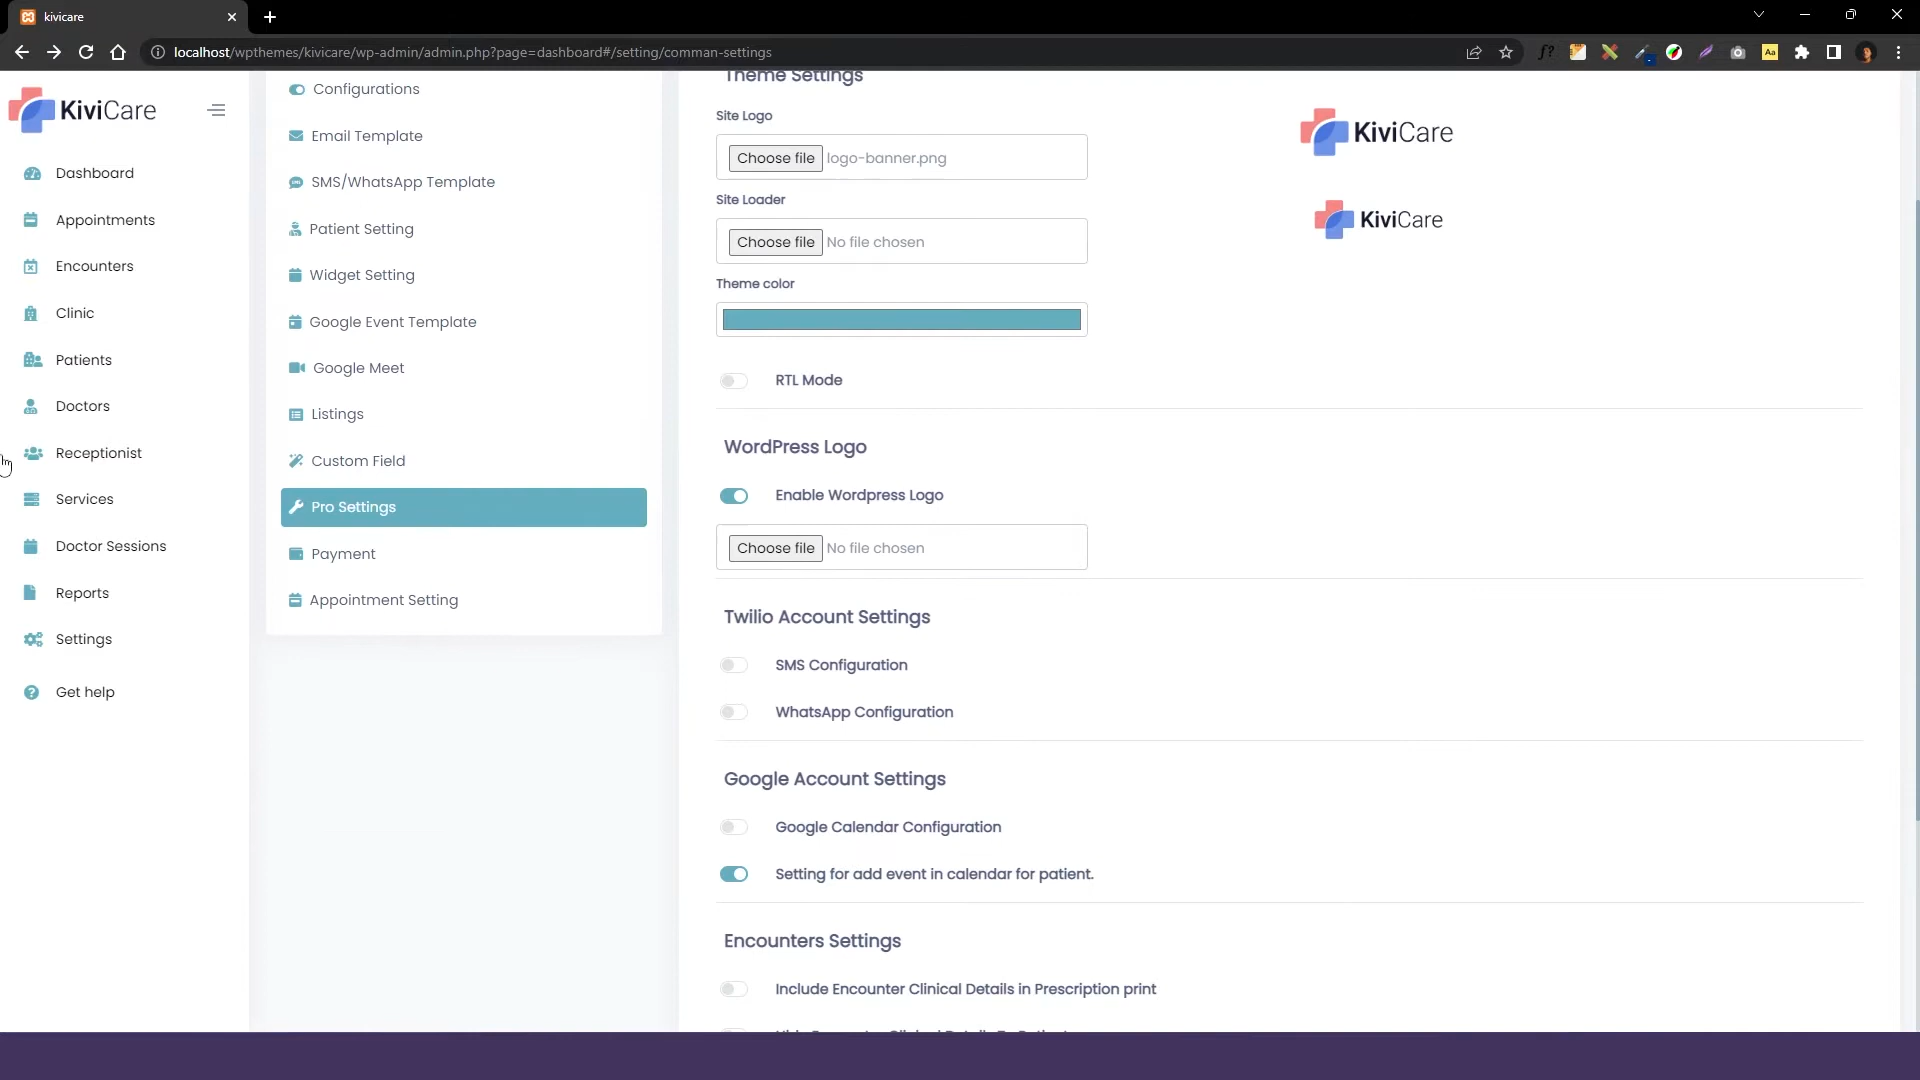 kivicare
localhost/wpthemes/kivicare/wp-admin/admin.php?page=dashboard#/setting/comman-settings
f?
Aa
KiviCare
Dashboard
Appointments
Encounters
Clinic
Patients
Doctors
Receptionist
Services
Doctor Sessions
Reports
Settings
Get help
Configurations
Email Template
SMS/WhatsApp Template
Patient Setting
Widget Setting
Google Event Template
Google Meet
Listings
Custom Field
Pro Settings
Payment
Appointment Setting
Theme Settings
Site Logo
Choose file logo-banner.png
KiviCare
Site Loader
Choose file No file chosen
KiviCare
Theme color
RTL Mode
WordPress Logo
Enable Wordpress Logo
Choose file No file chosen
Twilio Account Settings
SMS Configuration
WhatsApp Configuration
Google Account Settings
Google Calendar Configuration
Setting for add event in calendar for patient.
Encounters Settings
Include Encounter Clinical Details in Prescription print